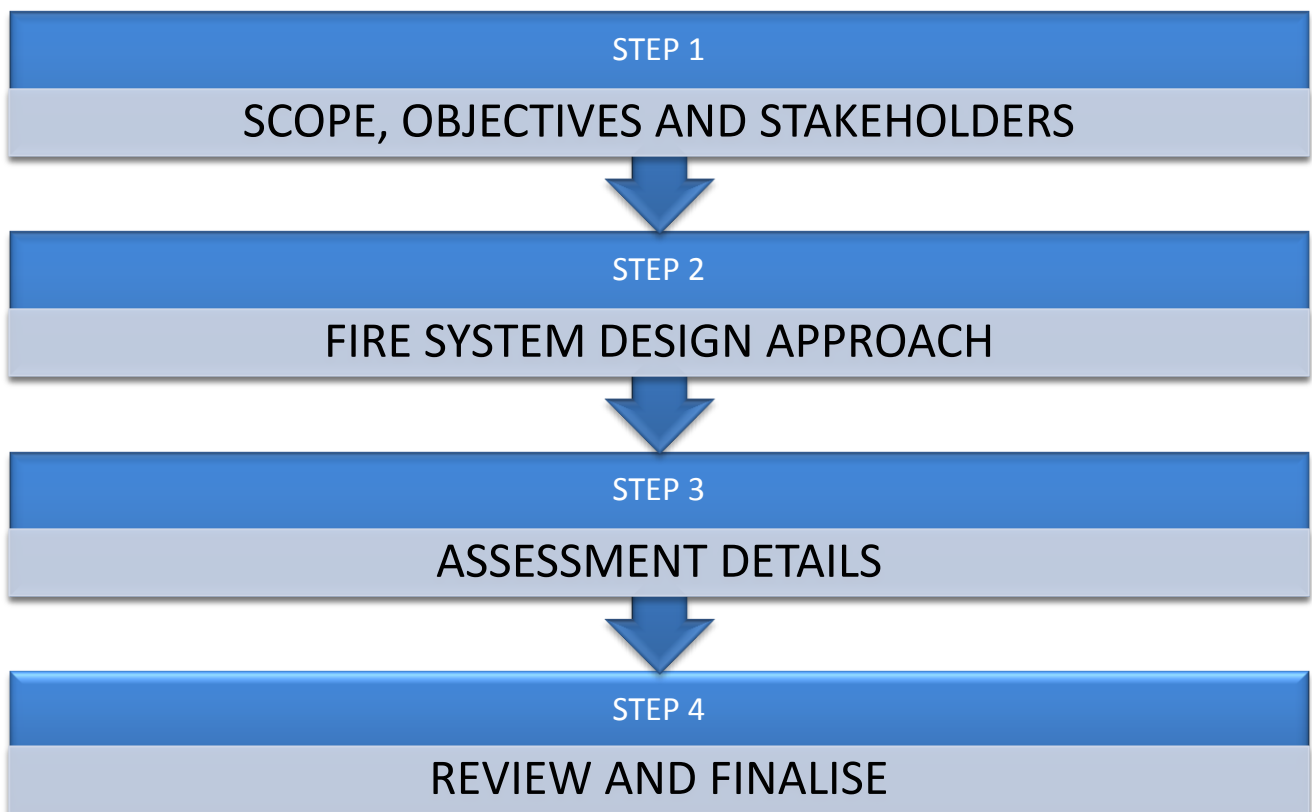 STEP 1
SCOPE, OBJECTIVES AND STAKEHOLDERS
STEP 2
FIRE SYSTEM DESIGN APPROACH
STEP 3
ASSESSMENT DETAILS
STEP 4
REVIEW AND FINALISE